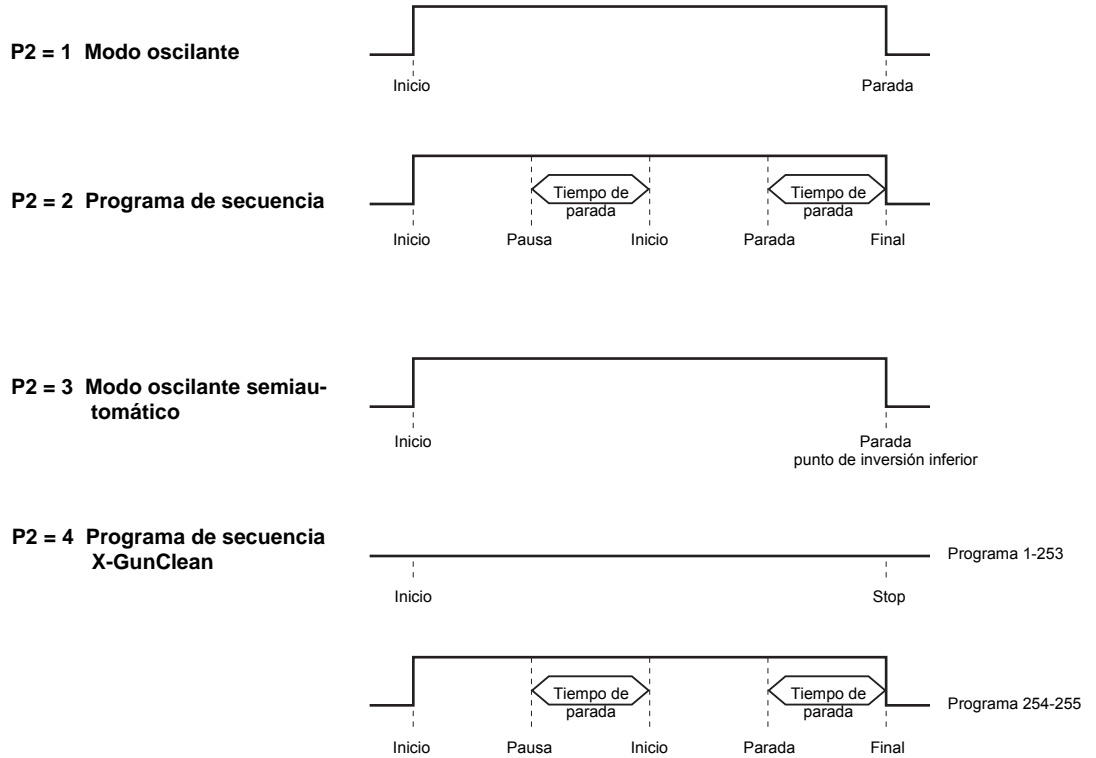 P2 = 1 Modo oscilante
Inicio
Parada
P2 = 2 Programa de secuencia
Tiempo de
parada
Tiempo de
parada
Inicio
Pausa
Inicio
Parada
Final
P2 = 3 Modo oscilante semiau-
tomático
Inicio
Parada
punto de inversión inferior
P2 = 4 Programa de secuencia
X-GunClean
Programa 1-253
Inicio
Stop
Tiempo de
parada
Tiempo de
parada
Programa 254-255
Inicio
Pausa
Inicio
Parada
Final